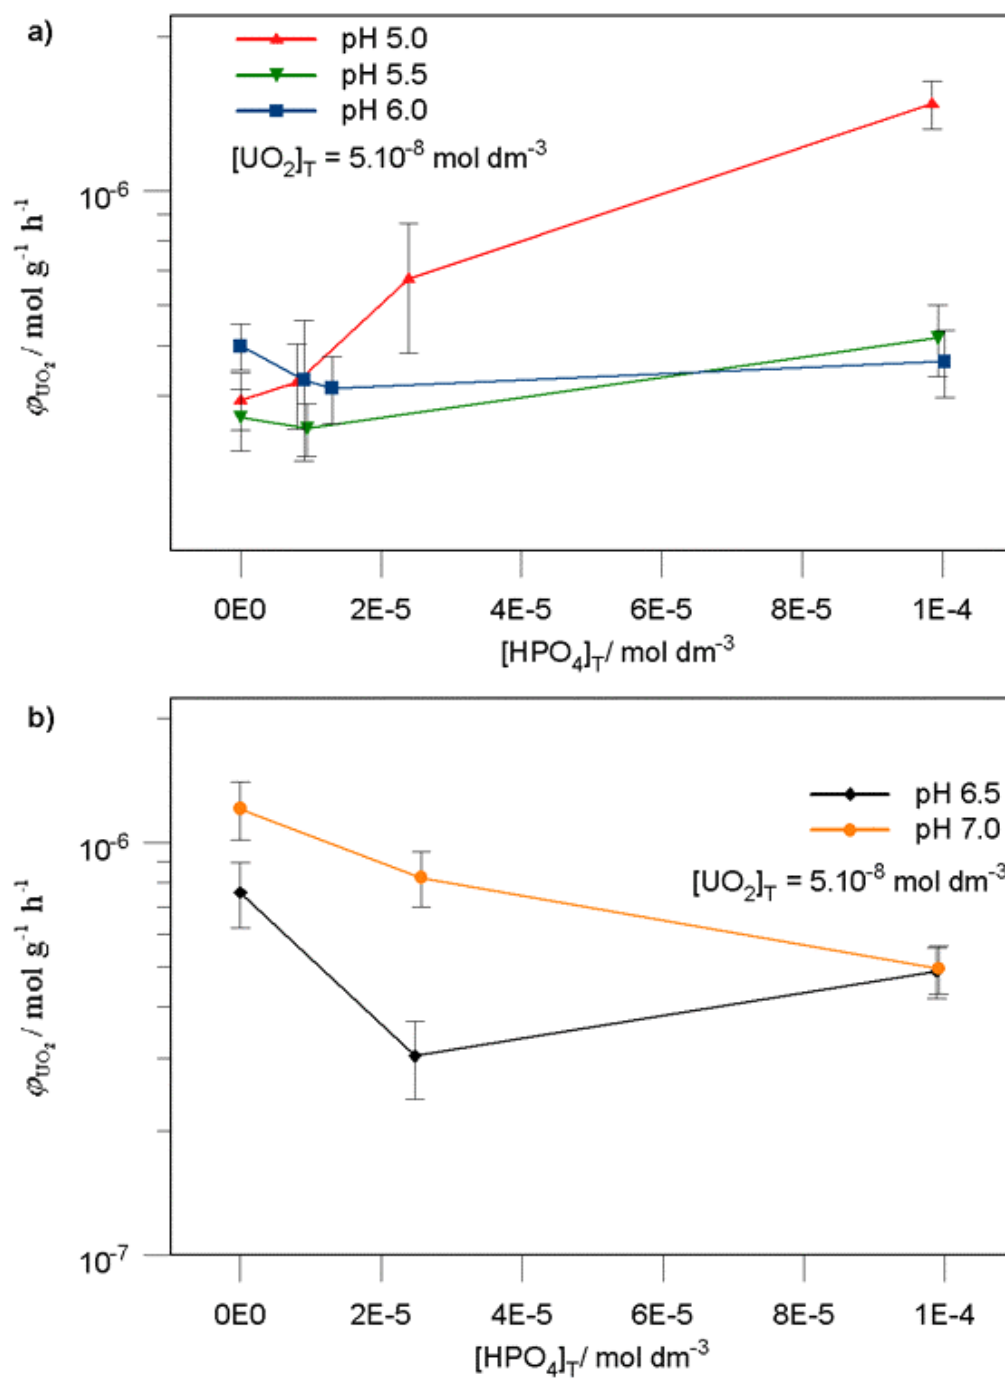 a)
pH 5.0
pH 5.5
pH 6.0
[UO₂]T = 5.10⁻⁸ mol dm⁻³
10⁻⁶
φUO₂ / mol g⁻¹ h⁻¹
0E0 2E-5 4E-5 6E-5 8E-5 1E-4
[HPO₄]T/ mol dm⁻³
b)
pH 6.5
pH 7.0
[UO₂]T = 5.10⁻⁸ mol dm⁻³
10⁻⁶
φUO₂ / mol g⁻¹ h⁻¹
10⁻⁷
0E0 2E-5 4E-5 6E-5 8E-5 1E-4
[HPO₄]T/ mol dm⁻³